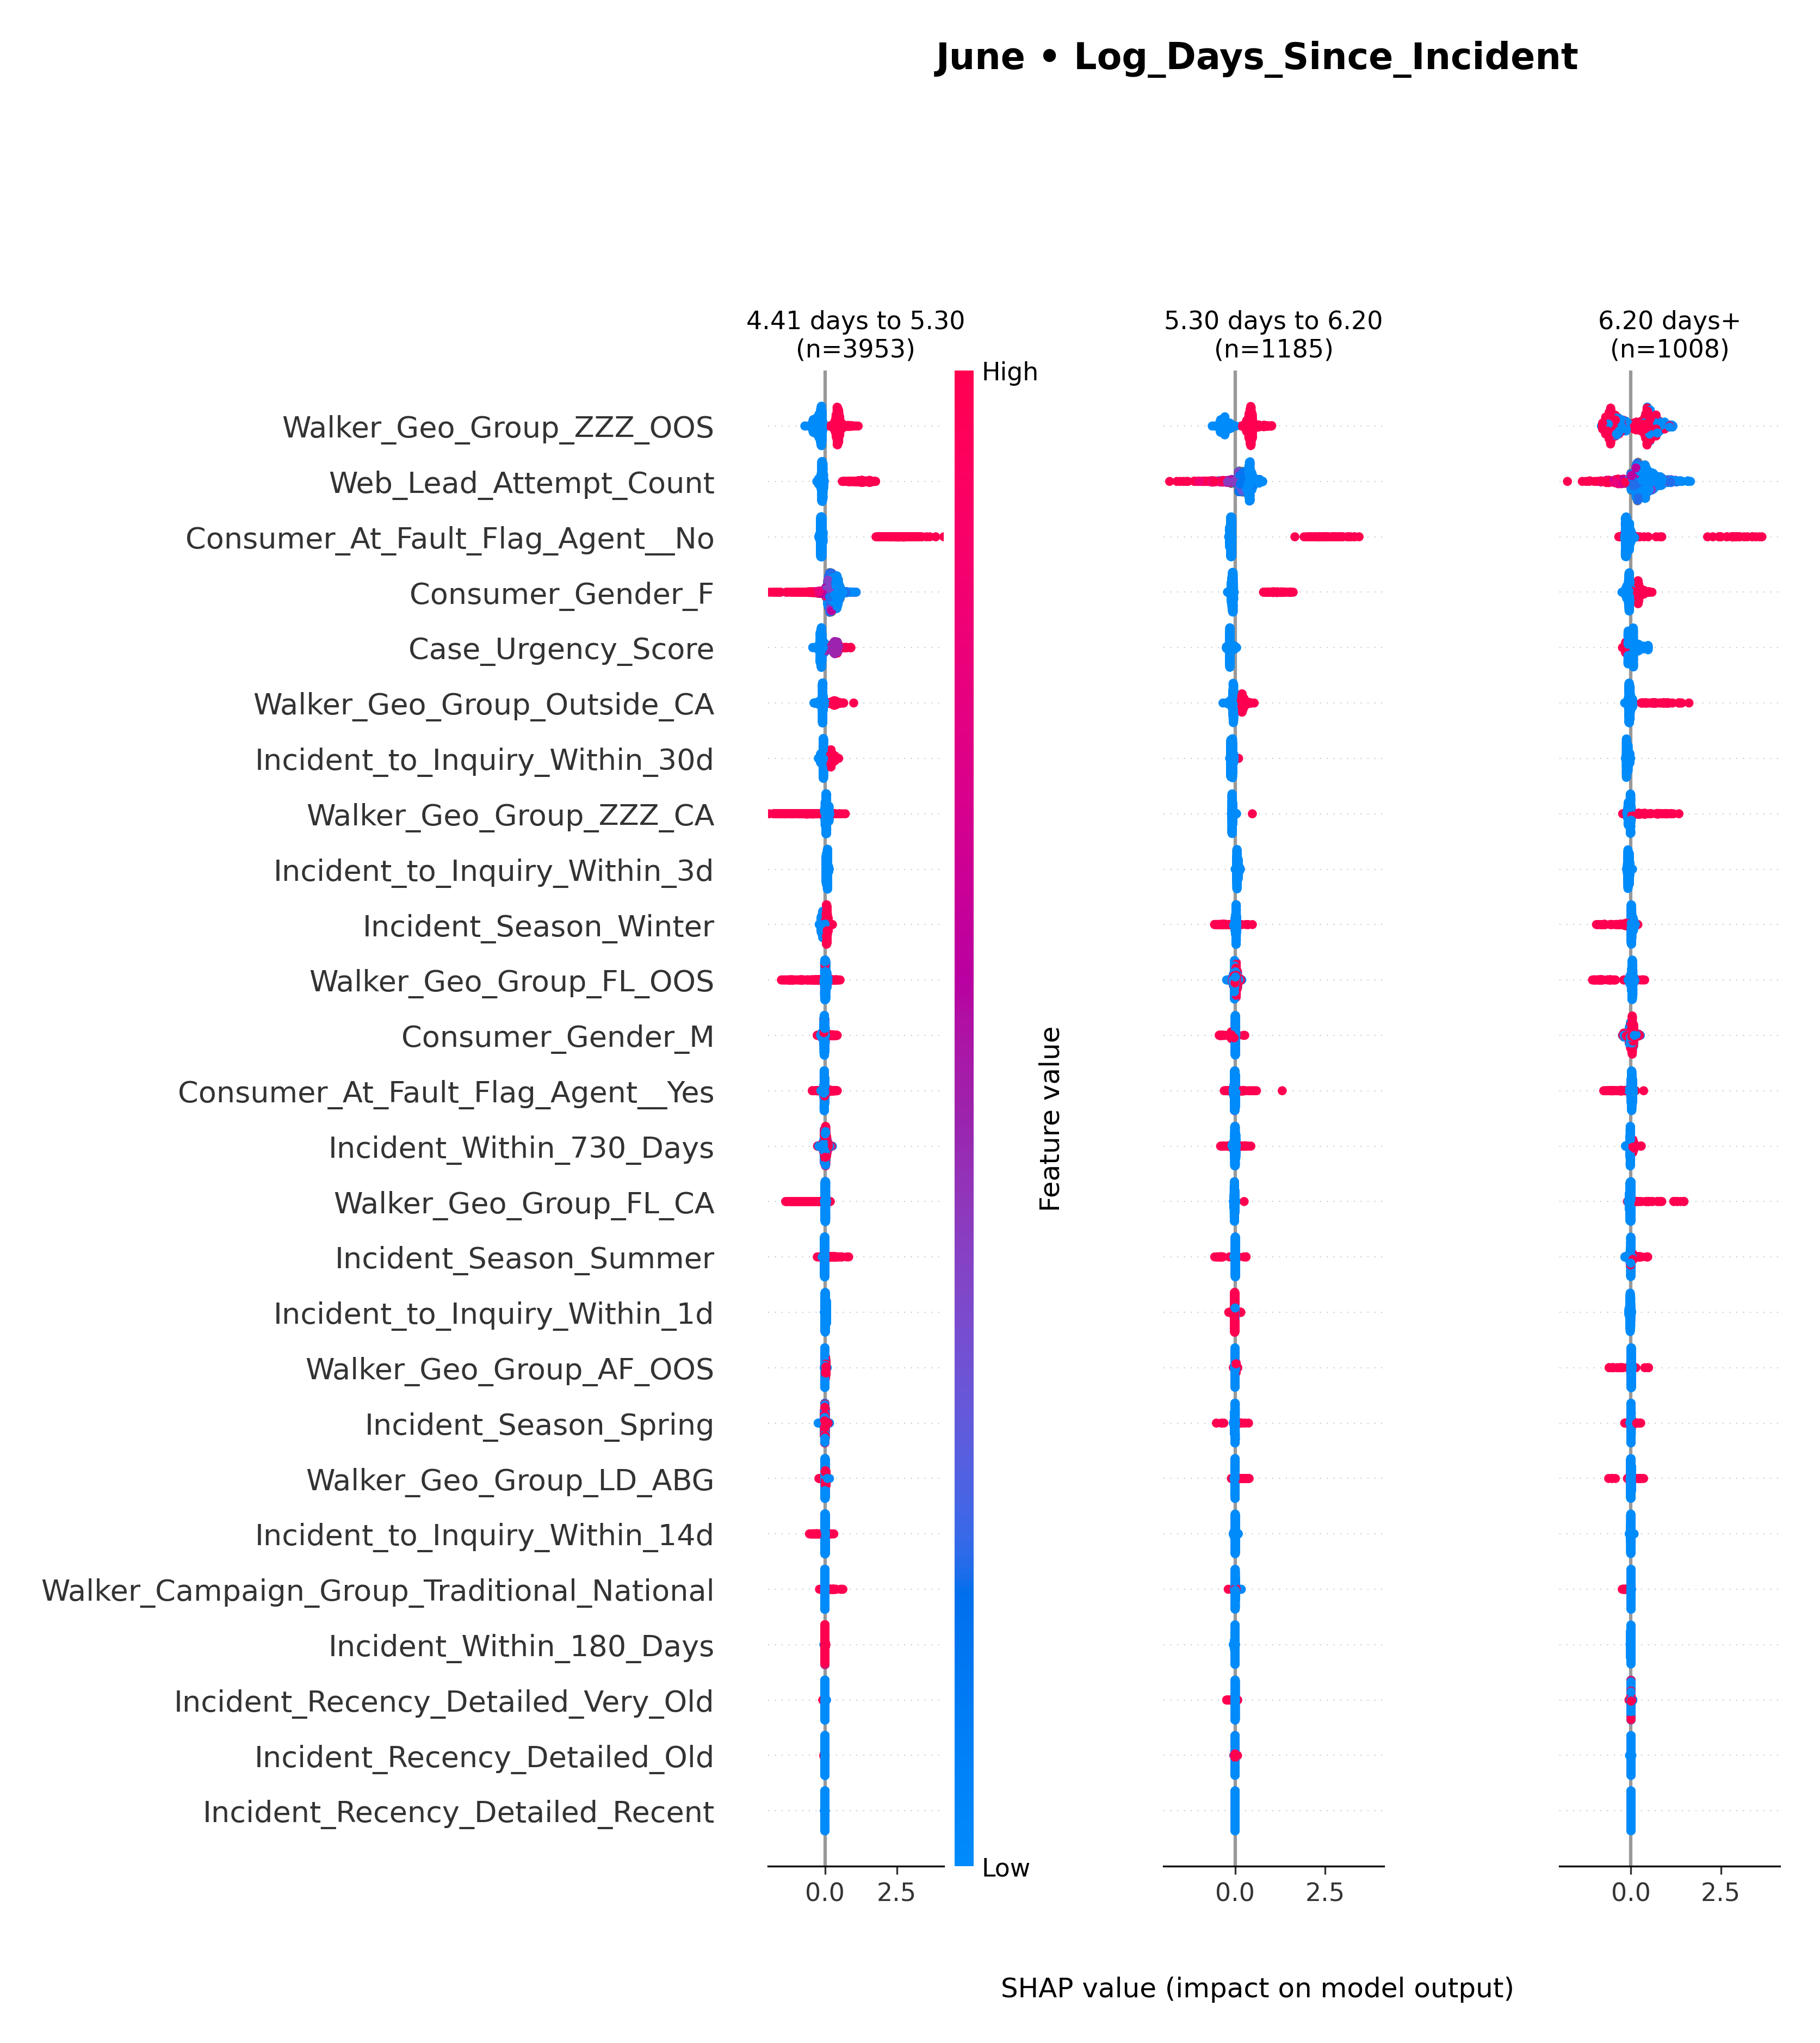 June • Log_Days_Since_Incident
4.41 days to 5.30
(n=3953)
5.30 days to 6.20
(n=1185)
6.20 days+
(n=1008)
High
Walker_Geo_Group_ZZZ_OOS
Web_Lead_Attempt_Count
Consumer_At_Fault_Flag_Agent__No
Consumer_Gender_F
Case_Urgency_Score
Walker_Geo_Group_Outside_CA
Incident_to_Inquiry_Within_30d
Walker_Geo_Group_ZZZ_CA
Incident_to_Inquiry_Within_3d
Incident_Season_Winter
Walker_Geo_Group_FL_OOS
Consumer_Gender_M
Consumer_At_Fault_Flag_Agent__Yes
Incident_Within_730_Days
Walker_Geo_Group_FL_CA
Incident_Season_Summer
Incident_to_Inquiry_Within_1d
Walker_Geo_Group_AF_OOS
Incident_Season_Spring
Walker_Geo_Group_LD_ABG
Incident_to_Inquiry_Within_14d
Walker_Campaign_Group_Traditional_National
Incident_Within_180_Days
Incident_Recency_Detailed_Very_Old
Incident_Recency_Detailed_Old
Incident_Recency_Detailed_Recent
Feature value
Low
0.0 2.5
0.0 2.5
0.0 2.5
SHAP value (impact on model output)